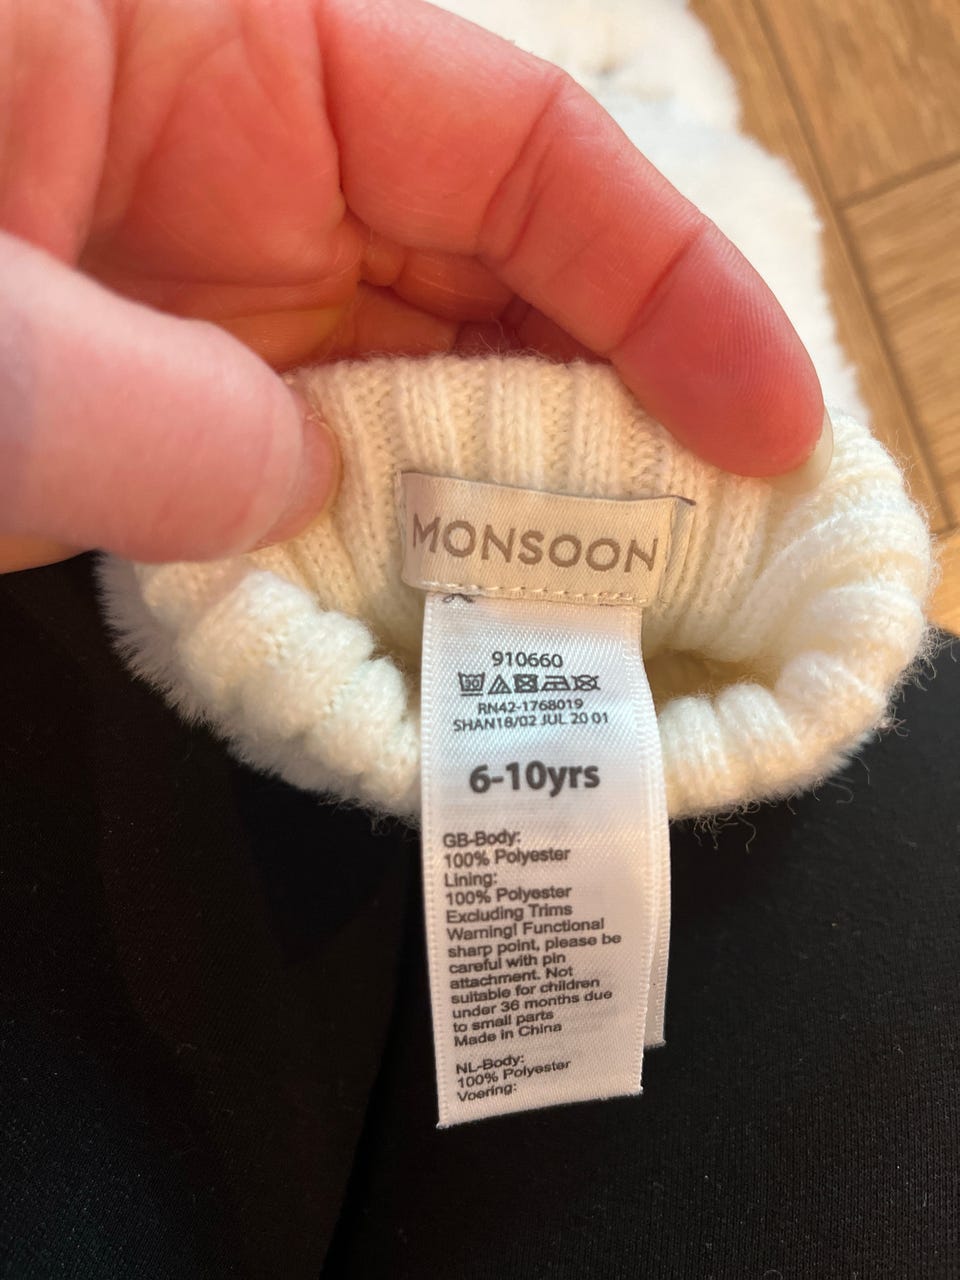 MONSOON
910660
30
RN42-1768019
SHAN18/02 JUL 20 01
6-10yrs
GB-Body:
100% Polyester
Lining:
100% Polyester
Excluding Trims
Warning! Functional
sharp point, please be
careful with pin
attachment. Not
suitable for children
under 36 months due
to small parts
Made in China
NL-Body:
100% Polyester
Voering: